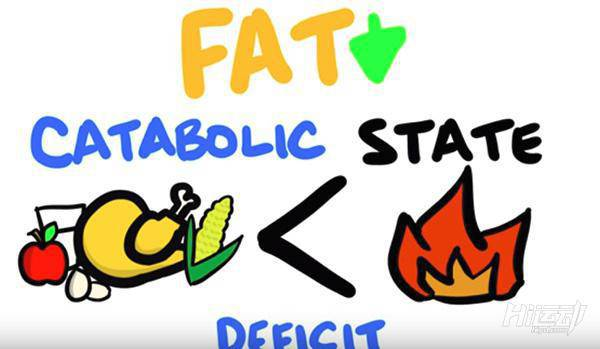 FAT
CATABOLIC STATE
<
DEFICIT